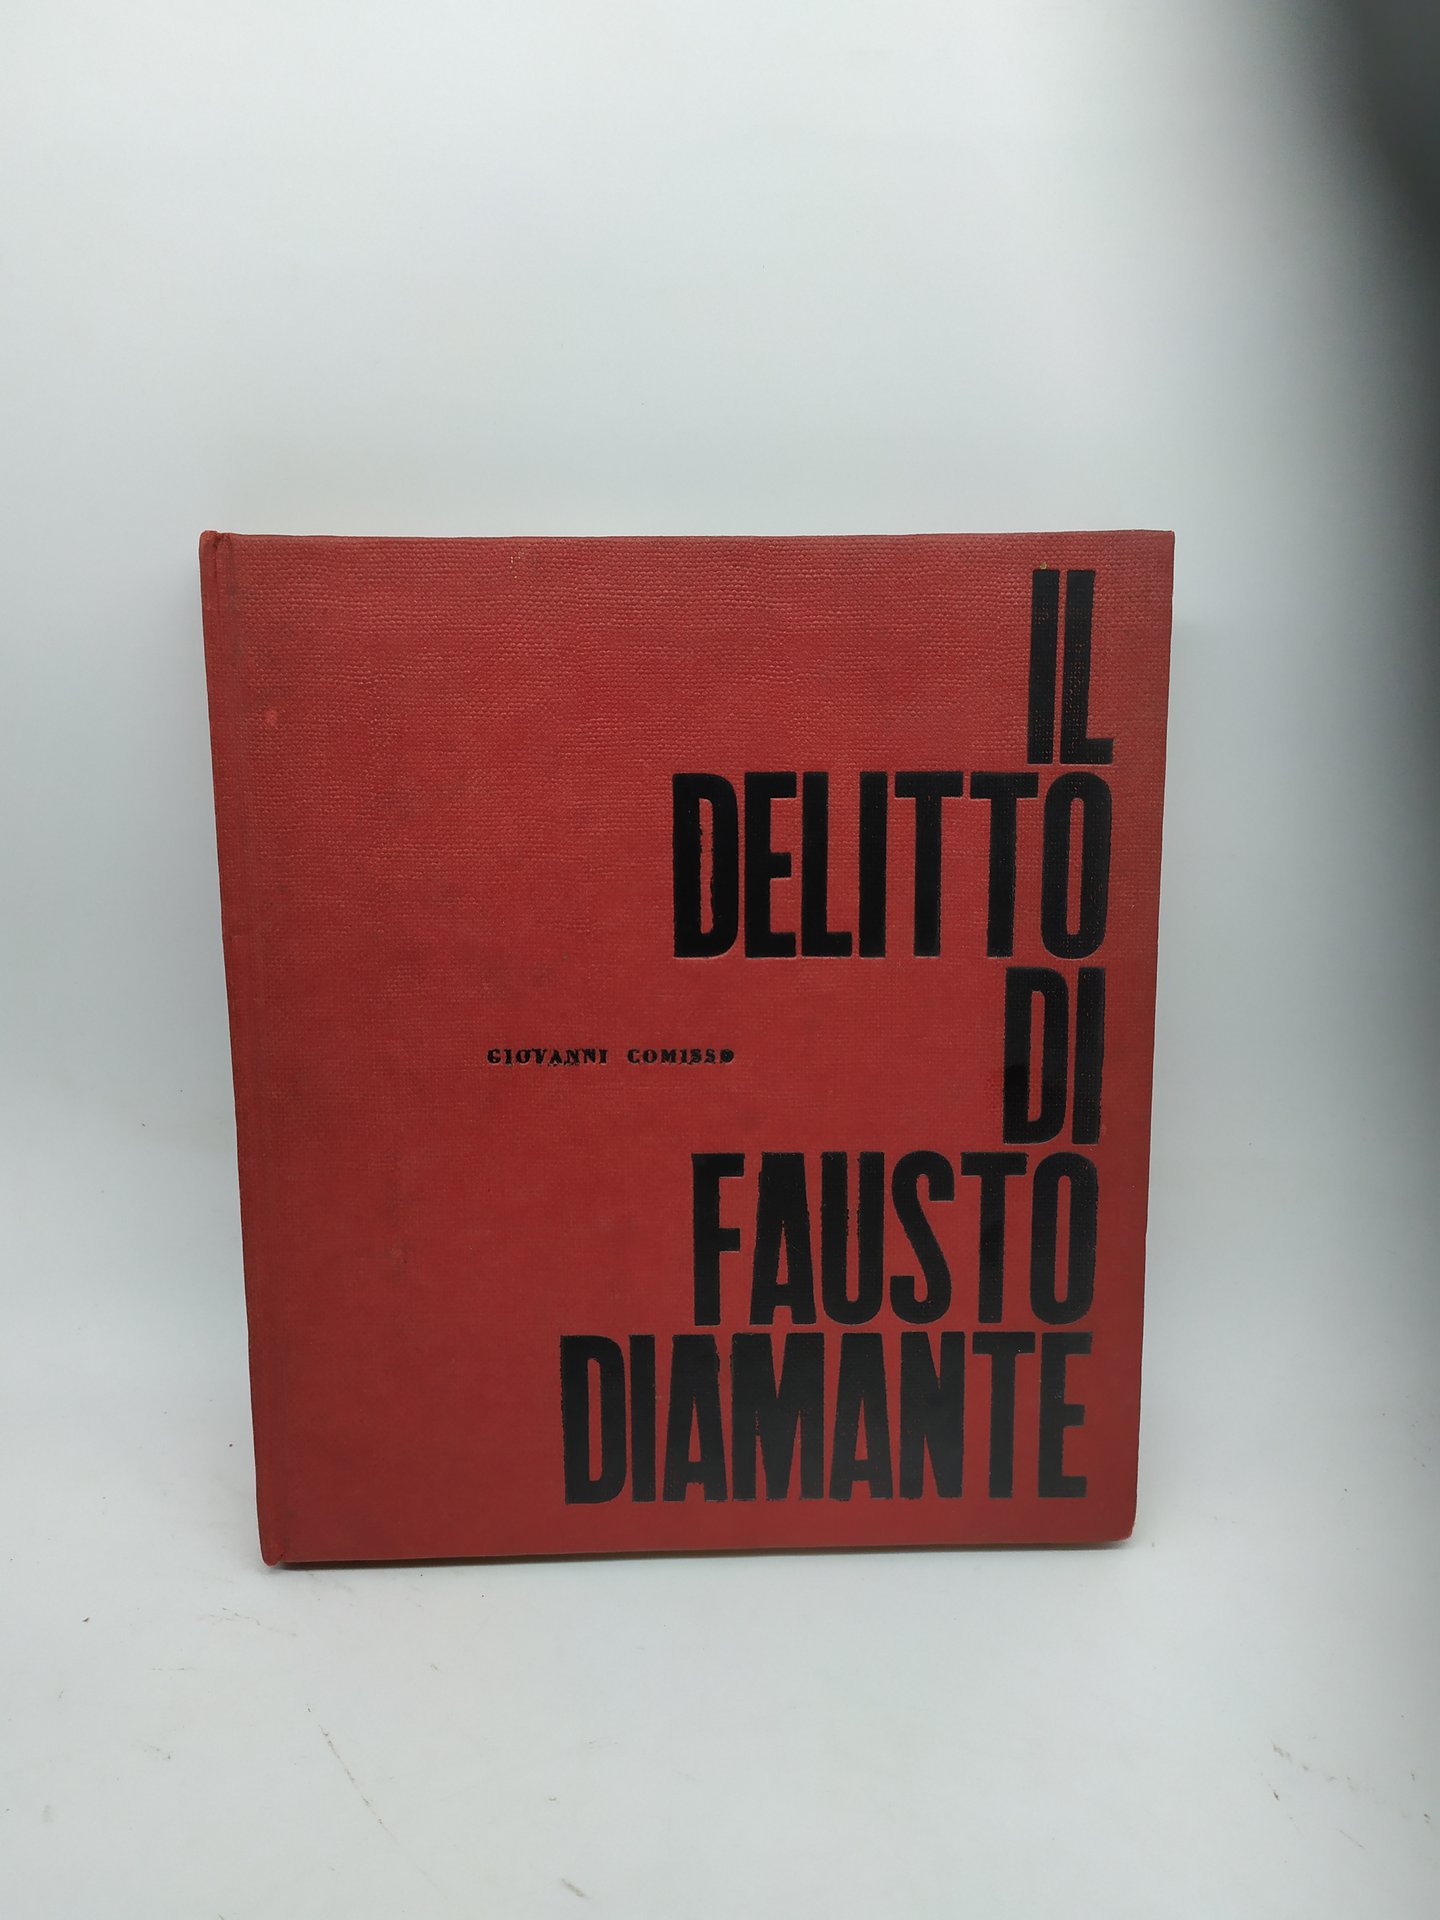 IL
DELITTO
DI
GIOVANNI COMISSO
FAUSTO
DIAMANTE